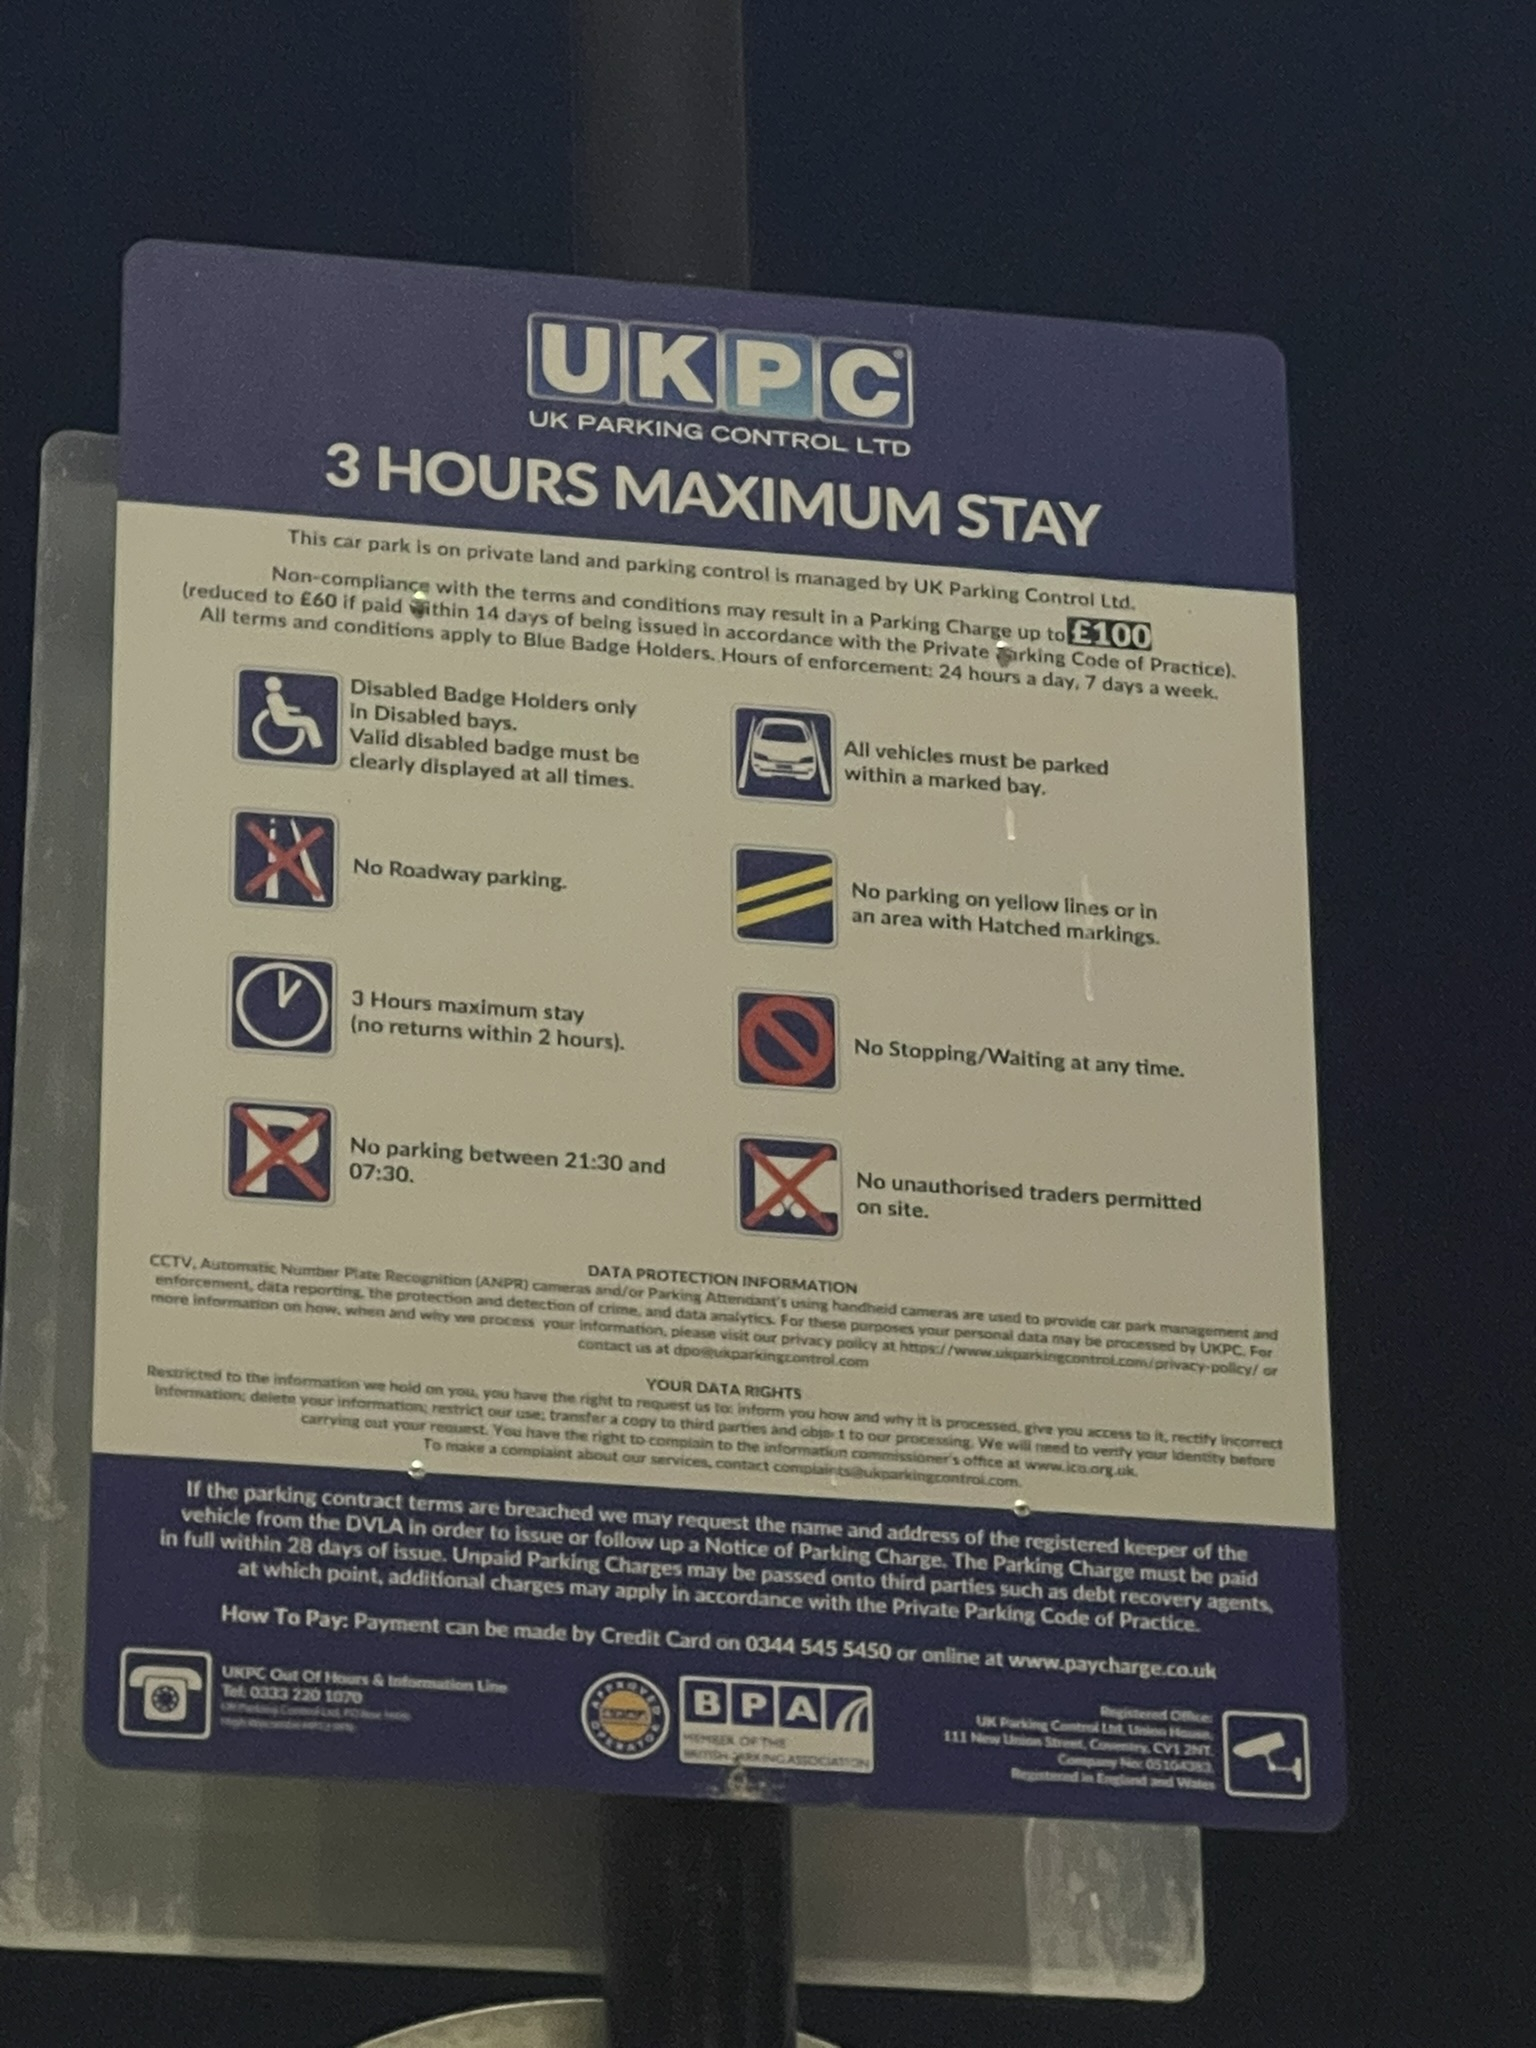 UKPC
UK PARKING CONTROL LTD
3 HOURS MAXIMUM STAY
This car park is on private land and parking control is managed by UK Parking Control Ltd.
Non-compliance with the terms and conditions may result in a Parking Charge up to £100
(reduced to £60 if paid within 14 days of being issued in accordance with the Private Parking Code of Practice).
All terms and conditions apply to Blue Badge Holders. Hours of enforcement: 24 hours a day, 7 days a week.
Disabled Badge Holders only
in Disabled bays.
Valid disabled badge must be
clearly displayed at all times.
All vehicles must be parked
within a marked bay.
No Roadway parking.
No parking on yellow lines or in
an area with Hatched markings.
3 Hours maximum stay
(no returns within 2 hours).
No Stopping/Waiting at any time.
P
No parking between 21:30 and
07:30.
No unauthorised traders permitted
on site.
DATA PROTECTION INFORMATION
CCTV, Automatic Number Plate Recognition (ANPR) cameras and/or Parking Attendant's using handheld cameras are used to provide car park management and
enforcement, data reporting, the protection and detection of crime, and data analytics. For these purposes your personal data may be processed by UKPC. For
more information on how, when and why we process your information, please visit our privacy policy at https://www.ukparkingcontrol.com/privacy-policy/ or
contact us at dpo@ukparkingcontrol.com
YOUR DATA RIGHTS
Restricted to the information we hold on you, you have the right to request us to: inform you how and why it is processed, give you access to it, rectify incorrect
information; delete your information; restrict our use; transfer a copy to third parties and object to our processing. We will need to verify your identity before
carrying out your request. You have the right to complain to the information commissioner's office at www.ico.org.uk.
To make a complaint about our services, contact complaints@ukparkingcontrol.com.
If the parking contract terms are breached we may request the name and address of the registered keeper of the
vehicle from the DVLA in order to issue or follow up a Notice of Parking Charge. The Parking Charge must be paid
in full within 28 days of issue. Unpaid Parking Charges may be passed onto third parties such as debt recovery agents,
at which point, additional charges may apply in accordance with the Private Parking Code of Practice.
How To Pay: Payment can be made by Credit Card on 0344 545 5450 or online at www.paycharge.co.uk
UKPC Out Of Hours & Information Line
Tel: 0333 220 1070
UK Parking Control Ltd, PO Box
High Wycombe
APPROVED
OPERATOR
BPA
MEMBER OF THE
BRITISH PARKING ASSOCIATION
Registered Office:
UK Parking Control Ltd, Union House,
111 New Union Street, Coventry, CV1 2NT.
Company No:
Registered in England and Wales